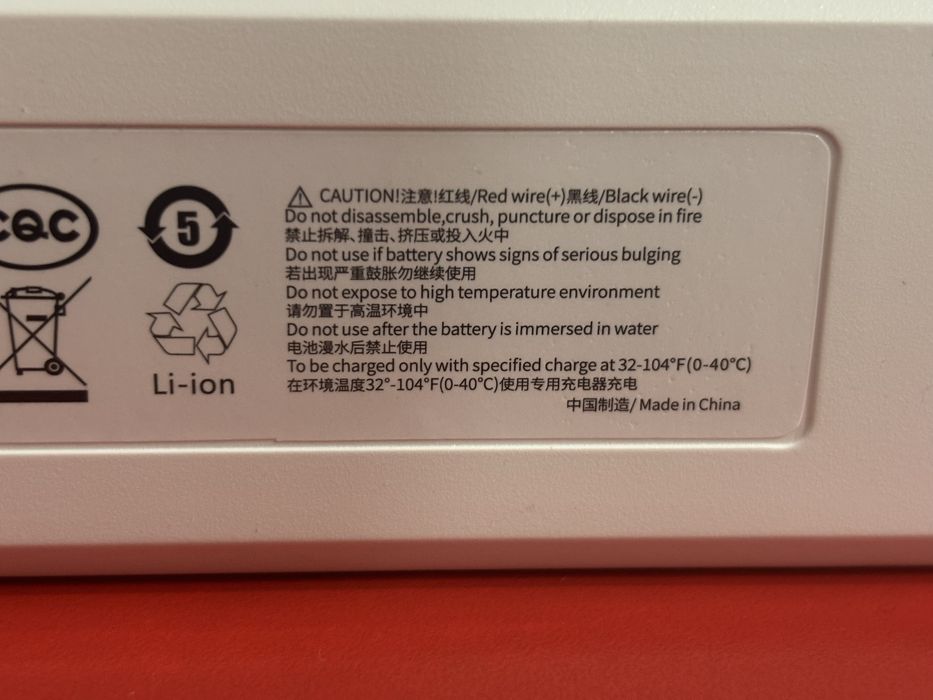 CQC
5
Li-ion
CAUTION!注意!红线/Red wire(+)黑线/Black wire(-)
Do not disassemble,crush, puncture or dispose in fire
禁止拆解、撞击、挤压或投入火中
Do not use if battery shows signs of serious bulging
若出现严重鼓胀勿继续使用
Do not expose to high temperature environment
请勿置于高温环境中
Do not use after the battery is immersed in water
电池漫水后禁止使用
To be charged only with specified charge at 32-104°F(0-40°C)
在环境温度32°-104°F(0-40°C)使用专用充电器充电
中国制造/ Made in China